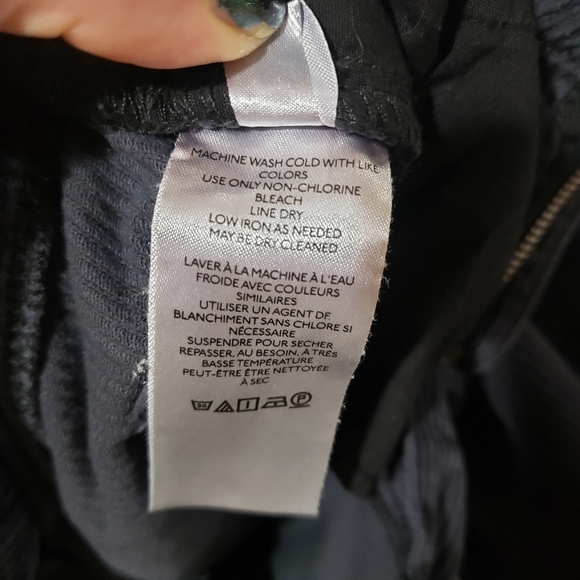 MACHINE WASH COLD WITH LIKE
COLORS
USE ONLY NON-CHLORINE
BLEACH
LINE DRY
LOW IRON AS NEEDED
MAY BE DRY CLEANED
LAVER À LA MACHINE À L'EAU
FROIDE AVEC COULEURS
SIMILAIRES
UTILISER UN AGENT DE
BLANCHIMENT SANS CHLORE SI
NÉCESSAIRE
SUSPENDRE POUR SECHER
REPASSER, AU BESOIN, À TRÈS
BASSE TEMPÉRATURE
PEUT-ÊTRE ÊTRE NETTOYÉE
À SEC
30 P